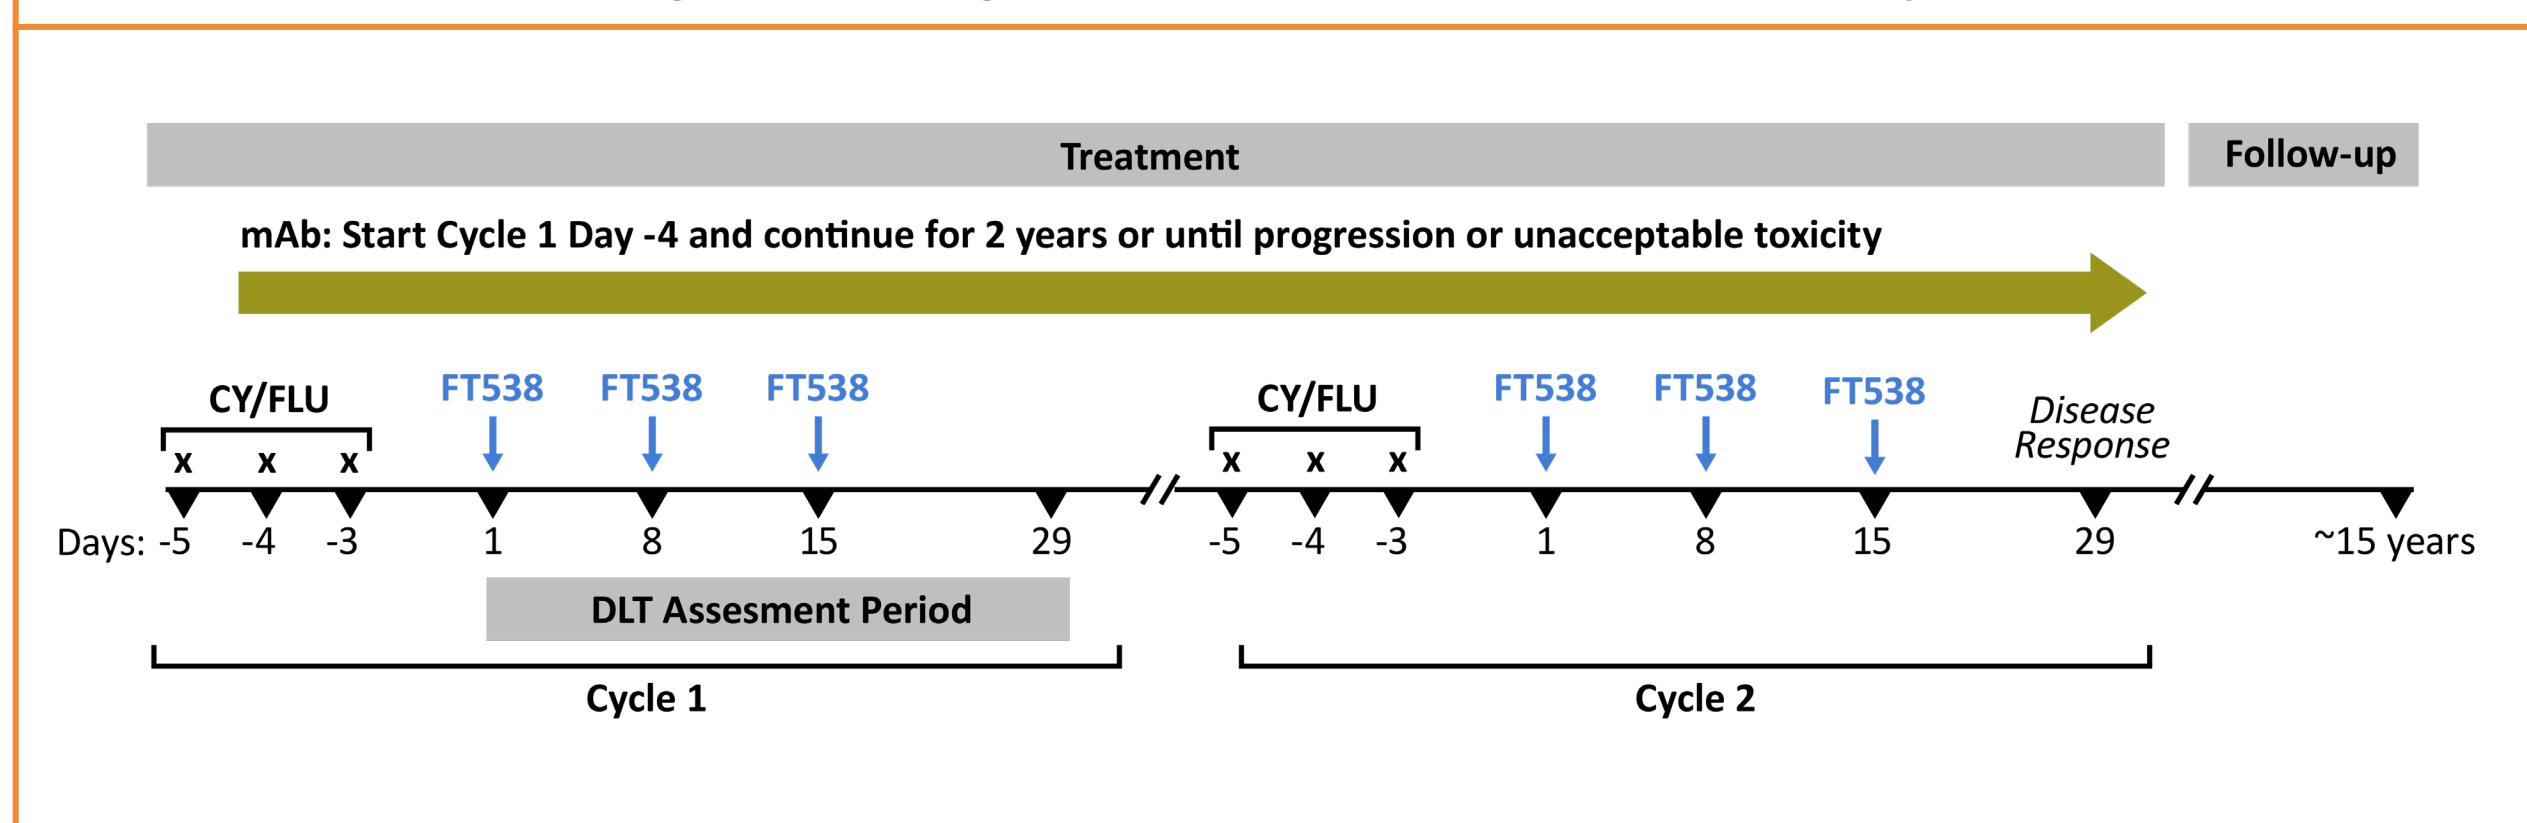 Treatment
Follow-up
mAb: Start Cycle 1 Day -4 and continue for 2 years or until progression or unacceptable toxicity
CY/FLU
FT538 FT538 FT538
CY/FLU
FT538 FT538 FT538
Disease
Response
x x x
x x x
Days: -5 -4 -3 1 8 15 29 -5 -4 -3 1 8 15 29 ~15 years
DLT Assesment Period
Cycle 1
Cycle 2